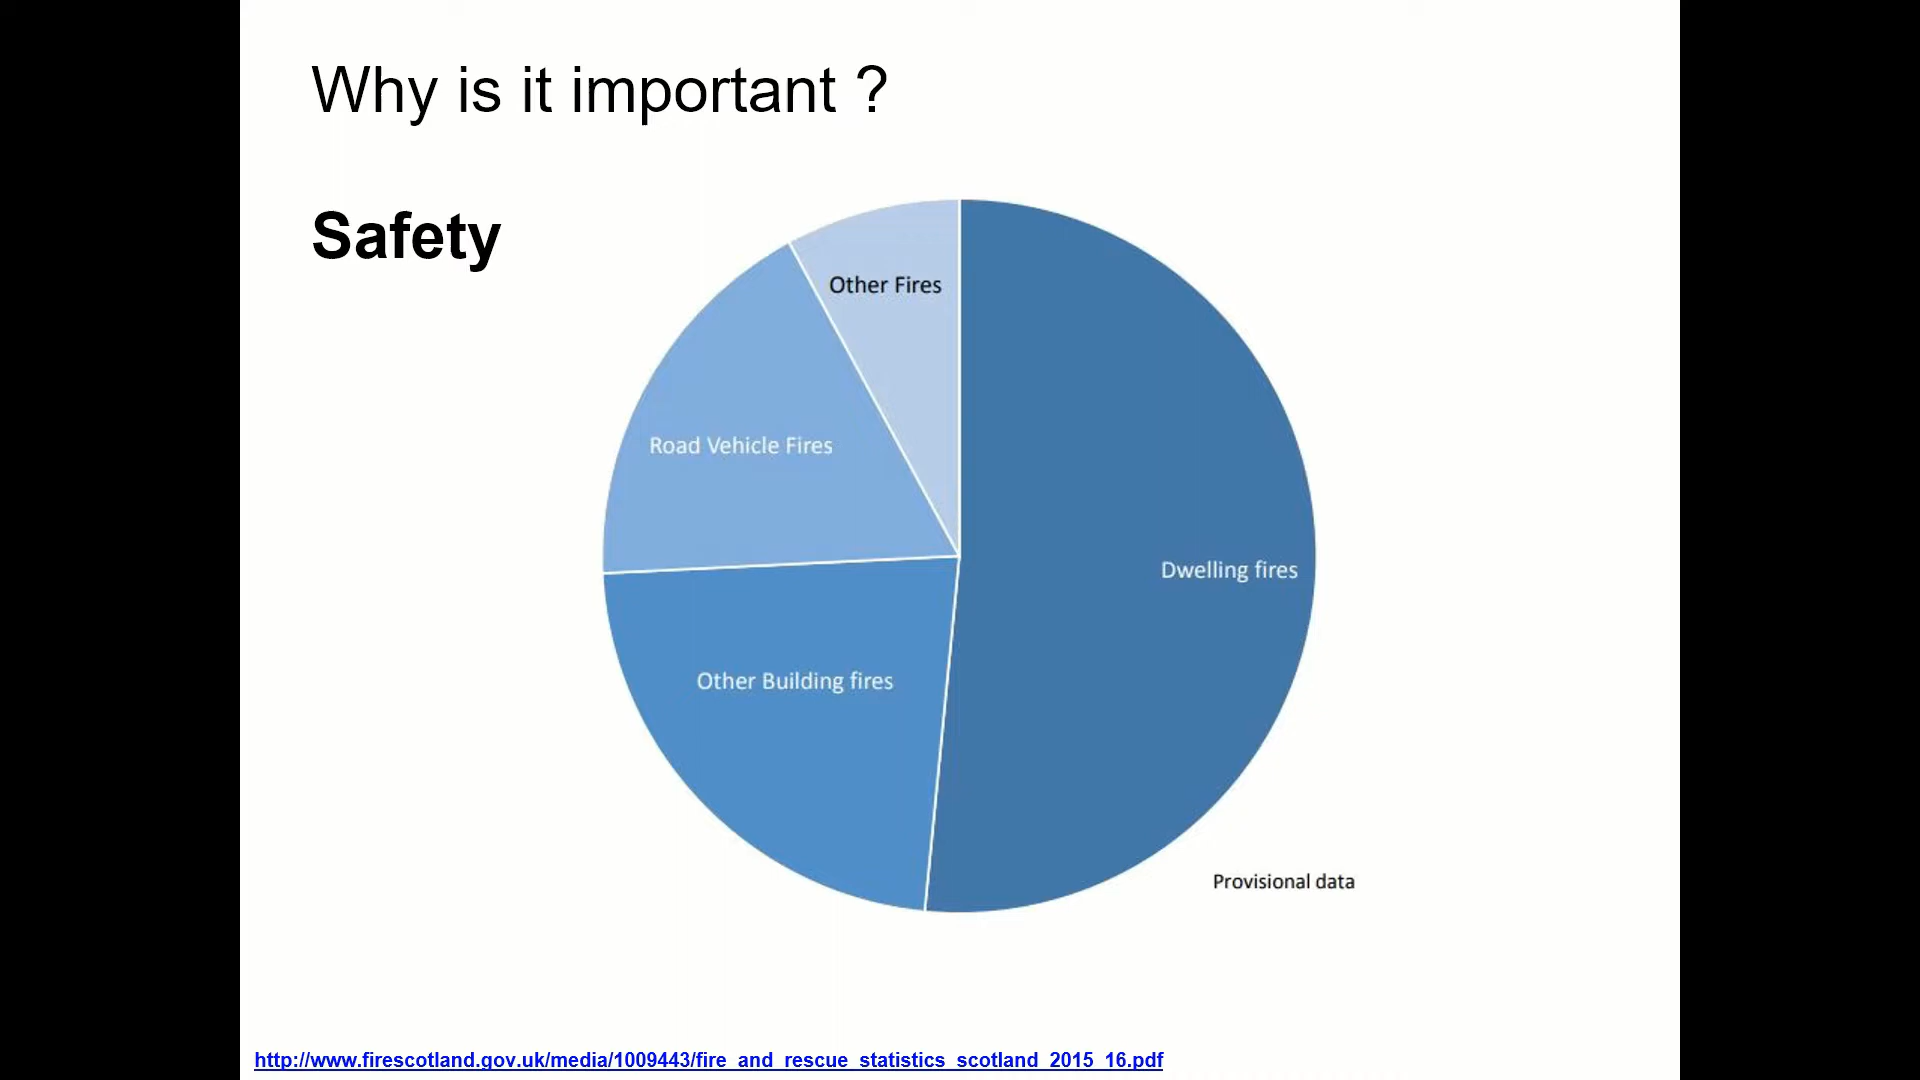 Why is it important ?
Safety
Other Fires
Road Vehicle Fires
Dwelling fires
Other Building fires
Provisional data
http://www.firescotland.gov.uk/media/1009443/fire_and_rescue_statistics_scotland_2015_16.pdf